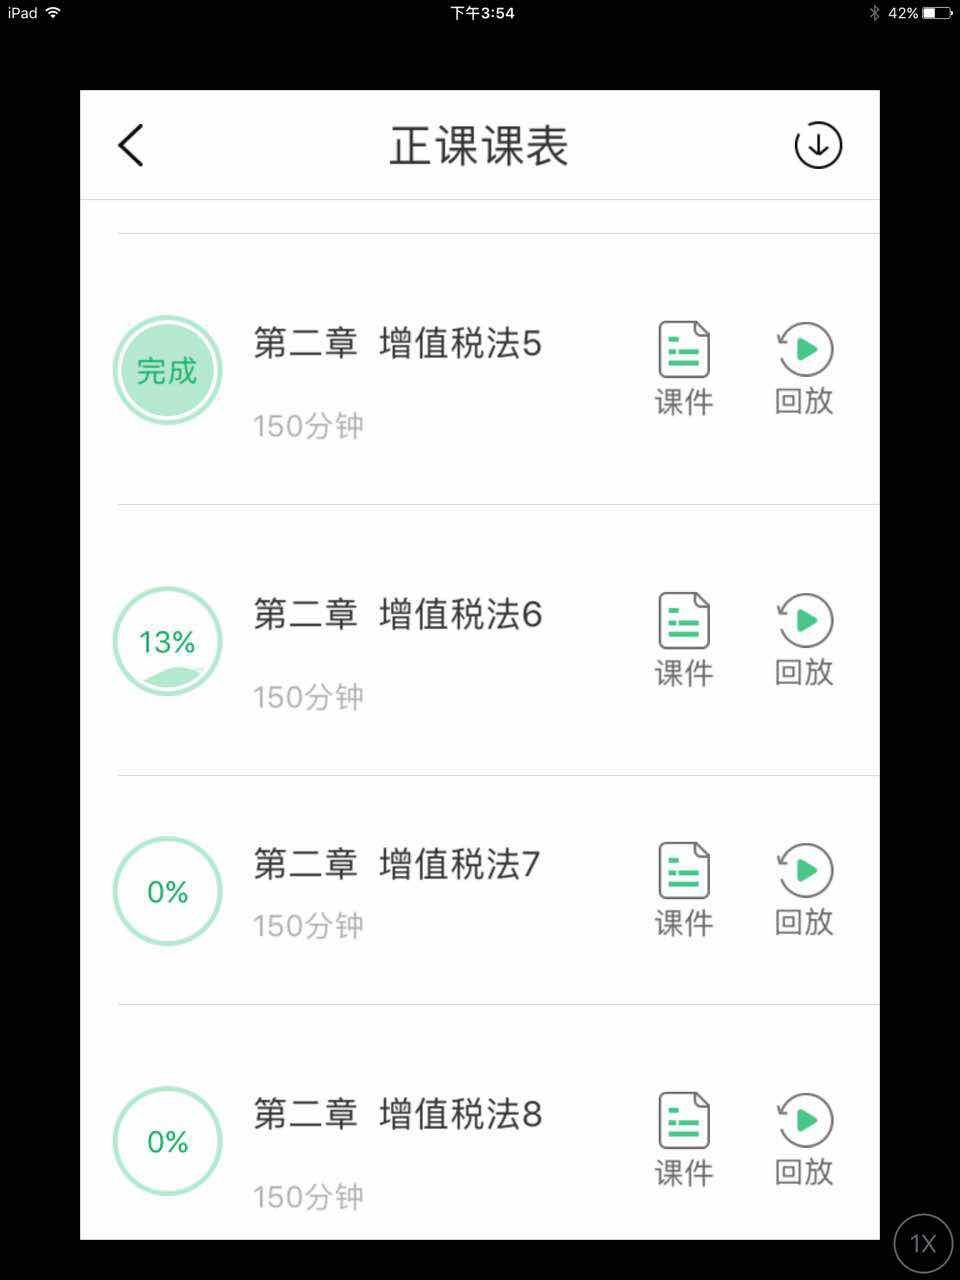 iPad 下午3:54 42%
正课课表
完成 第二章 增值税法5 课件 回放
150分钟
13% 第二章 增值税法6 课件 回放
150分钟
0% 第二章 增值税法7 课件 回放
150分钟
0% 第二章 增值税法8 课件 回放
150分钟
1X